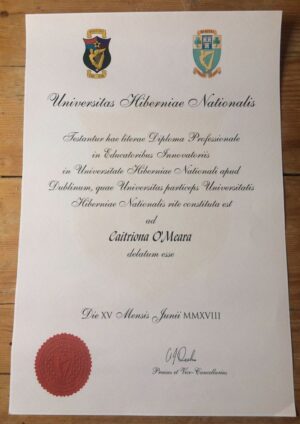 Universitas Hiberniae Nationalis
Testantur hae literae Diploma Professionale
in Educatoribus Innovatoriis
in Universitate Hiberniae Nationali apud
Dublinum, quae Universitas particeps Universitatis
Hiberniae Nationalis rite constituta est
ad
Caitriona O'Meara
delatum esse
Die XV Mensis Junii MMXVIII
Praeses et Vice-Cancellarius